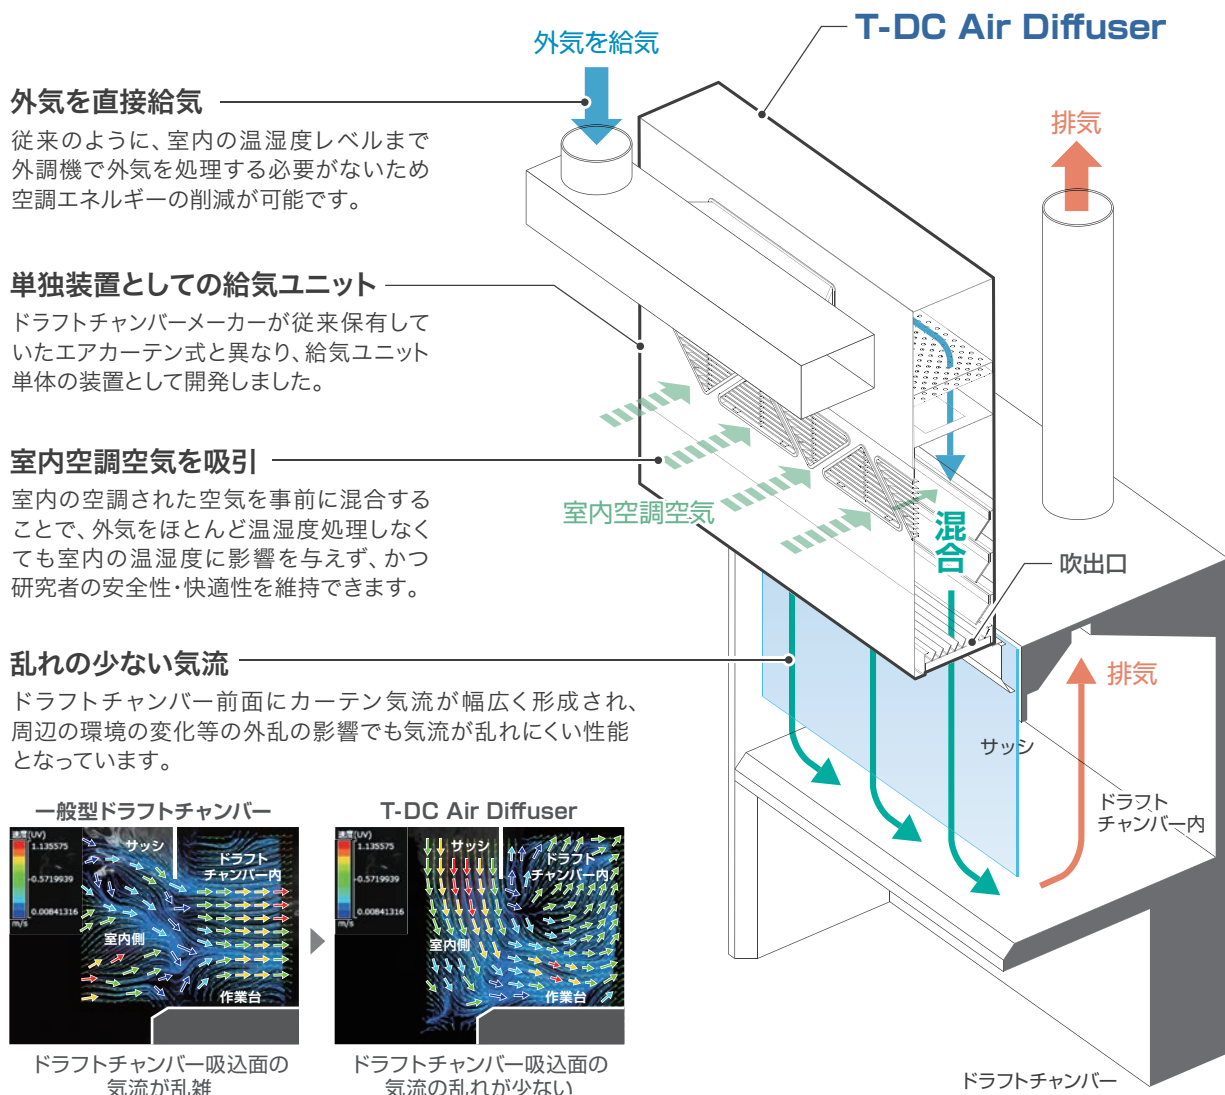 T-DC Air Diffuser
外気を給気
外気を直接給気
従来のように、室内の温湿度レベルまで
外調機で外気を処理する必要がないため
空調エネルギーの削減が可能です。
排気
単独装置としての給気ユニット
ドラフトチャンバーメーカーが従来保有して
いたエアカーテン式と異なり、給気ユニット
単体の装置として開発しました。
室内空調空気を吸引
室内の空調された空気を事前に混合する
ことで、外気をほとんど温湿度処理しなく
ても室内の温湿度に影響を与えず、かつ
研究者の安全性・快適性を維持できます。
室内空調空気
混合
吹出口
乱れの少ない気流
ドラフトチャンバー前面にカーテン気流が幅広く形成され、
周辺の環境の変化等の外乱の影響でも気流が乱れにくい性能
となっています。
排気
サッシ
ドラフト
チャンバー内
一般型ドラフトチャンバー
速度(UV)
1.135575
0.5719939
0.00841316
m/s
サッシ
ドラフト
チャンバー内
室内側
作業台
ドラフトチャンバー吸込面の
気流が乱雑
T-DC Air Diffuser
速度(UV)
1.135575
0.5719939
0.00841316
m/s
サッシ
ドラフト
チャンバー内
室内側
作業台
ドラフトチャンバー吸込面の
気流の乱れが少ない
ドラフトチャンバー